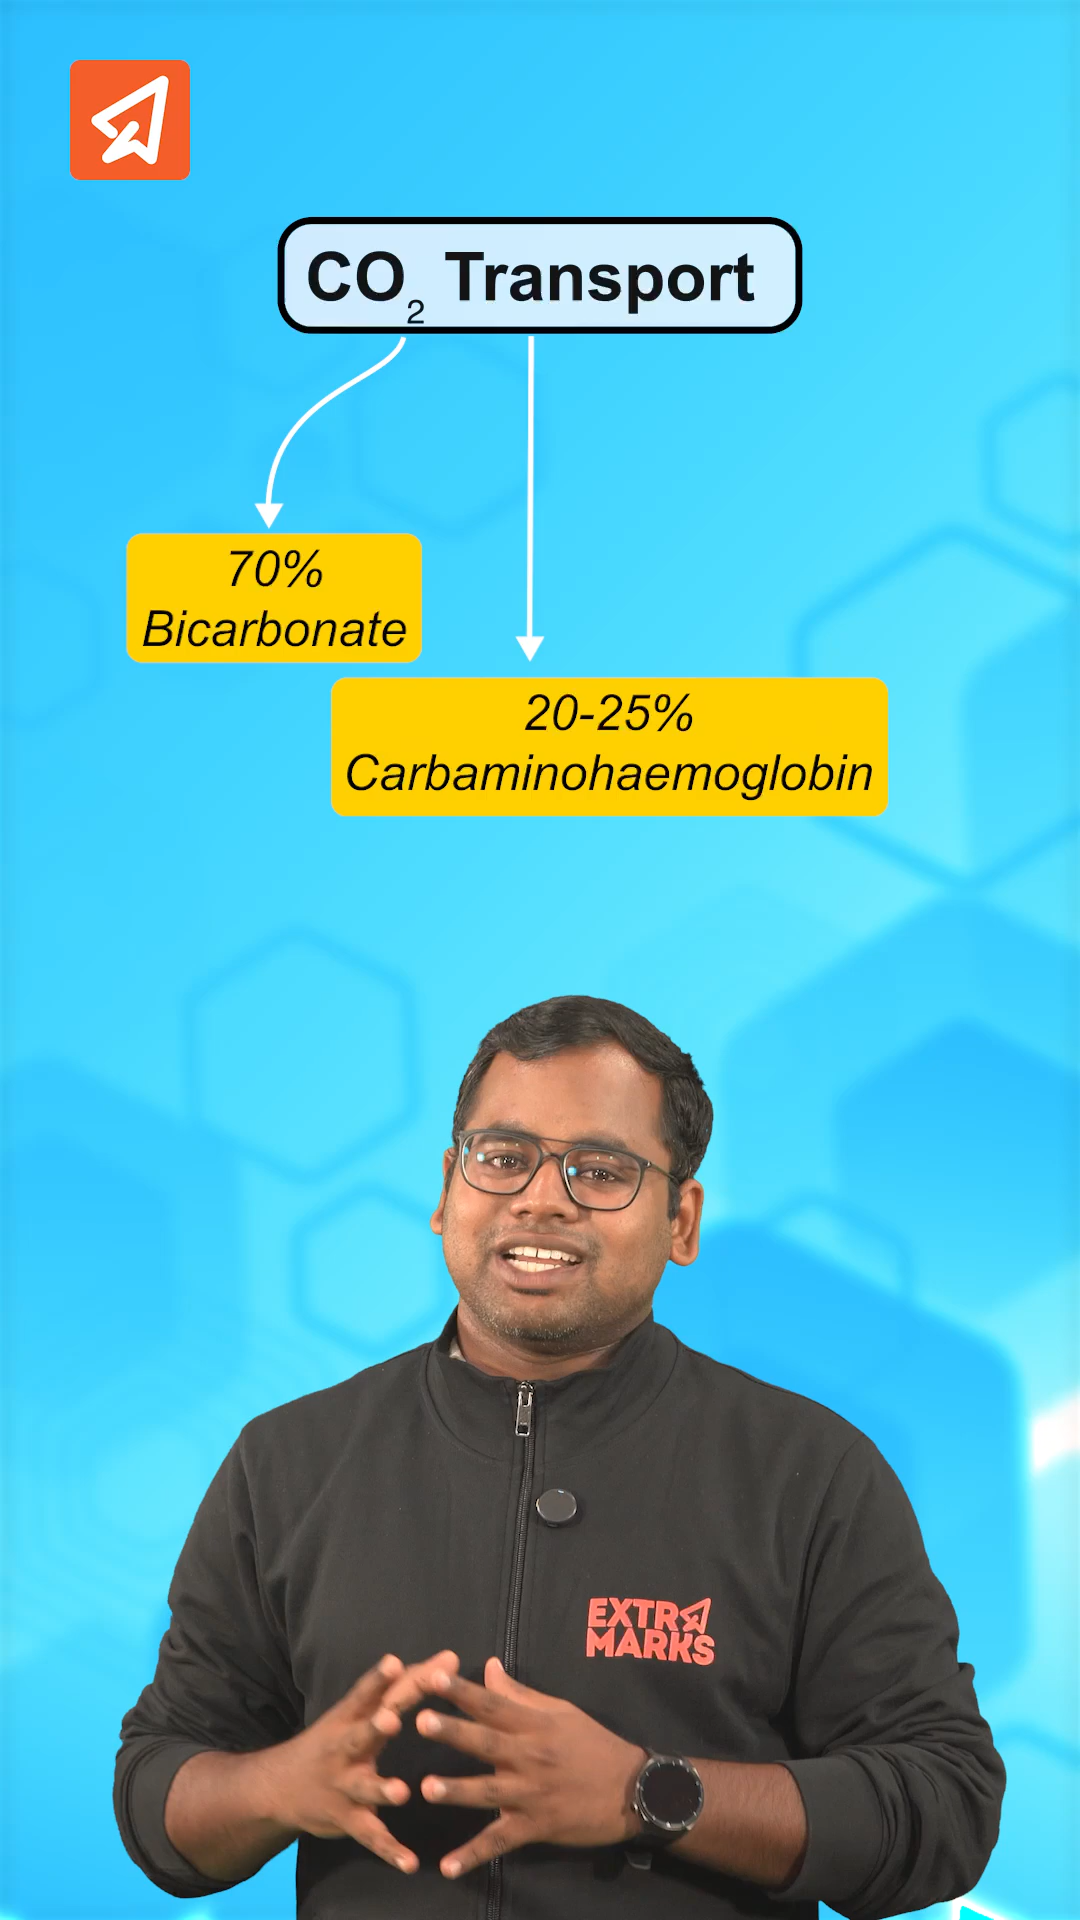 CO₂ Transport
70%
Bicarbonate
20-25%
Carbaminohaemoglobin
EXTRA
MARKS